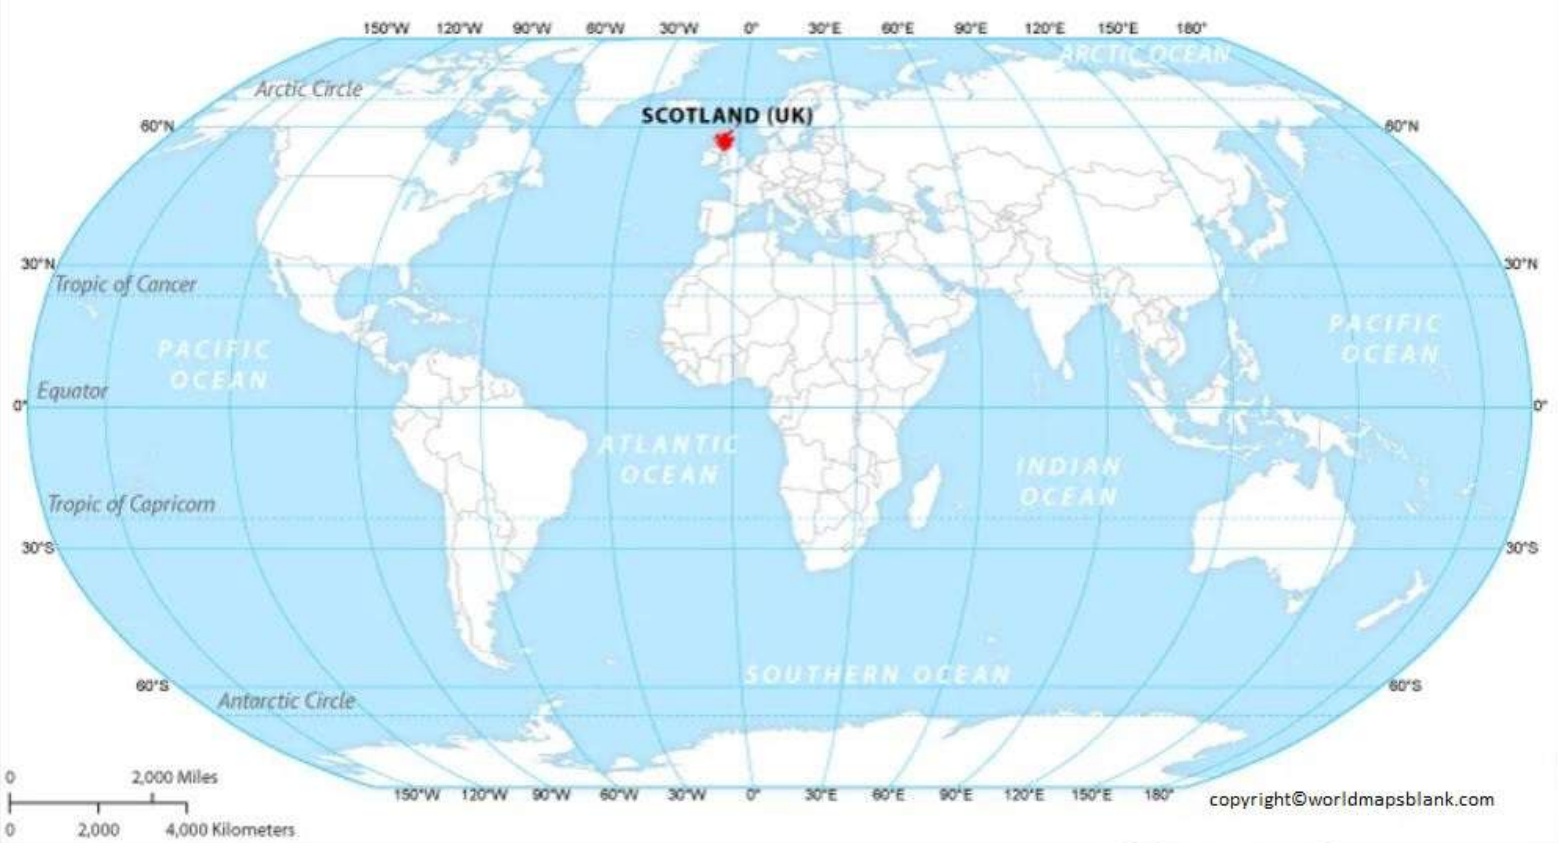 150°W 120°W 90°W 60°W 30°W 0° 30°E 60°E 90°E 120°E 150°E 180°
ARCTIC OCEAN
Arctic Circle
SCOTLAND (UK)
60°N 60°N
30°N 30°N
Tropic of Cancer
PACIFIC
OCEAN
PACIFIC
OCEAN
Equator
0° 0°
ATLANTIC
OCEAN
INDIAN
OCEAN
Tropic of Capricorn
30°S 30°S
SOUTHERN OCEAN
60°S 60°S
Antarctic Circle
0 2,000 Miles
0 2,000 4,000 Kilometers
150°W 120°W 90°W 60°W 30°W 0° 30°E 60°E 90°E 120°E 150°E 180°
copyright©worldmapsblank.com